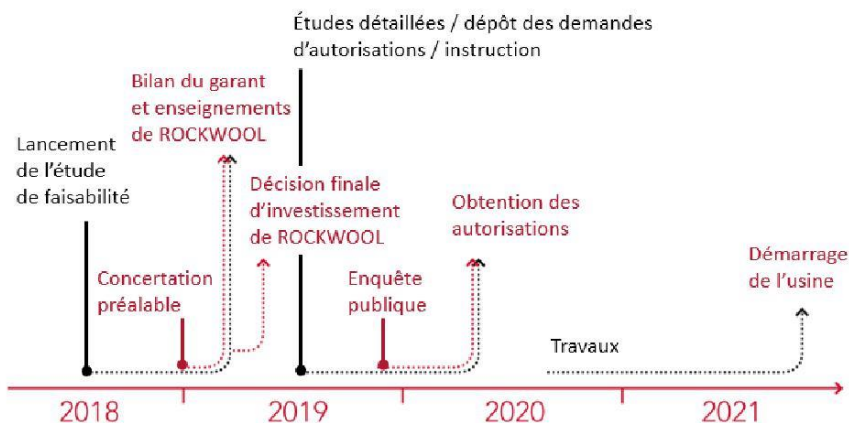 Études détaillées / dépôt des demandes
d'autorisations / instruction
Bilan du garant
et enseignements
de ROCKWOOL
Lancement
de l'étude
de faisabilité
Décision finale
d'investissement
de ROCKWOOL
Obtention des
autorisations
Concertation
préalable
Enquête
publique
Démarrage
de l'usine
Travaux
2018
2019
2020
2021